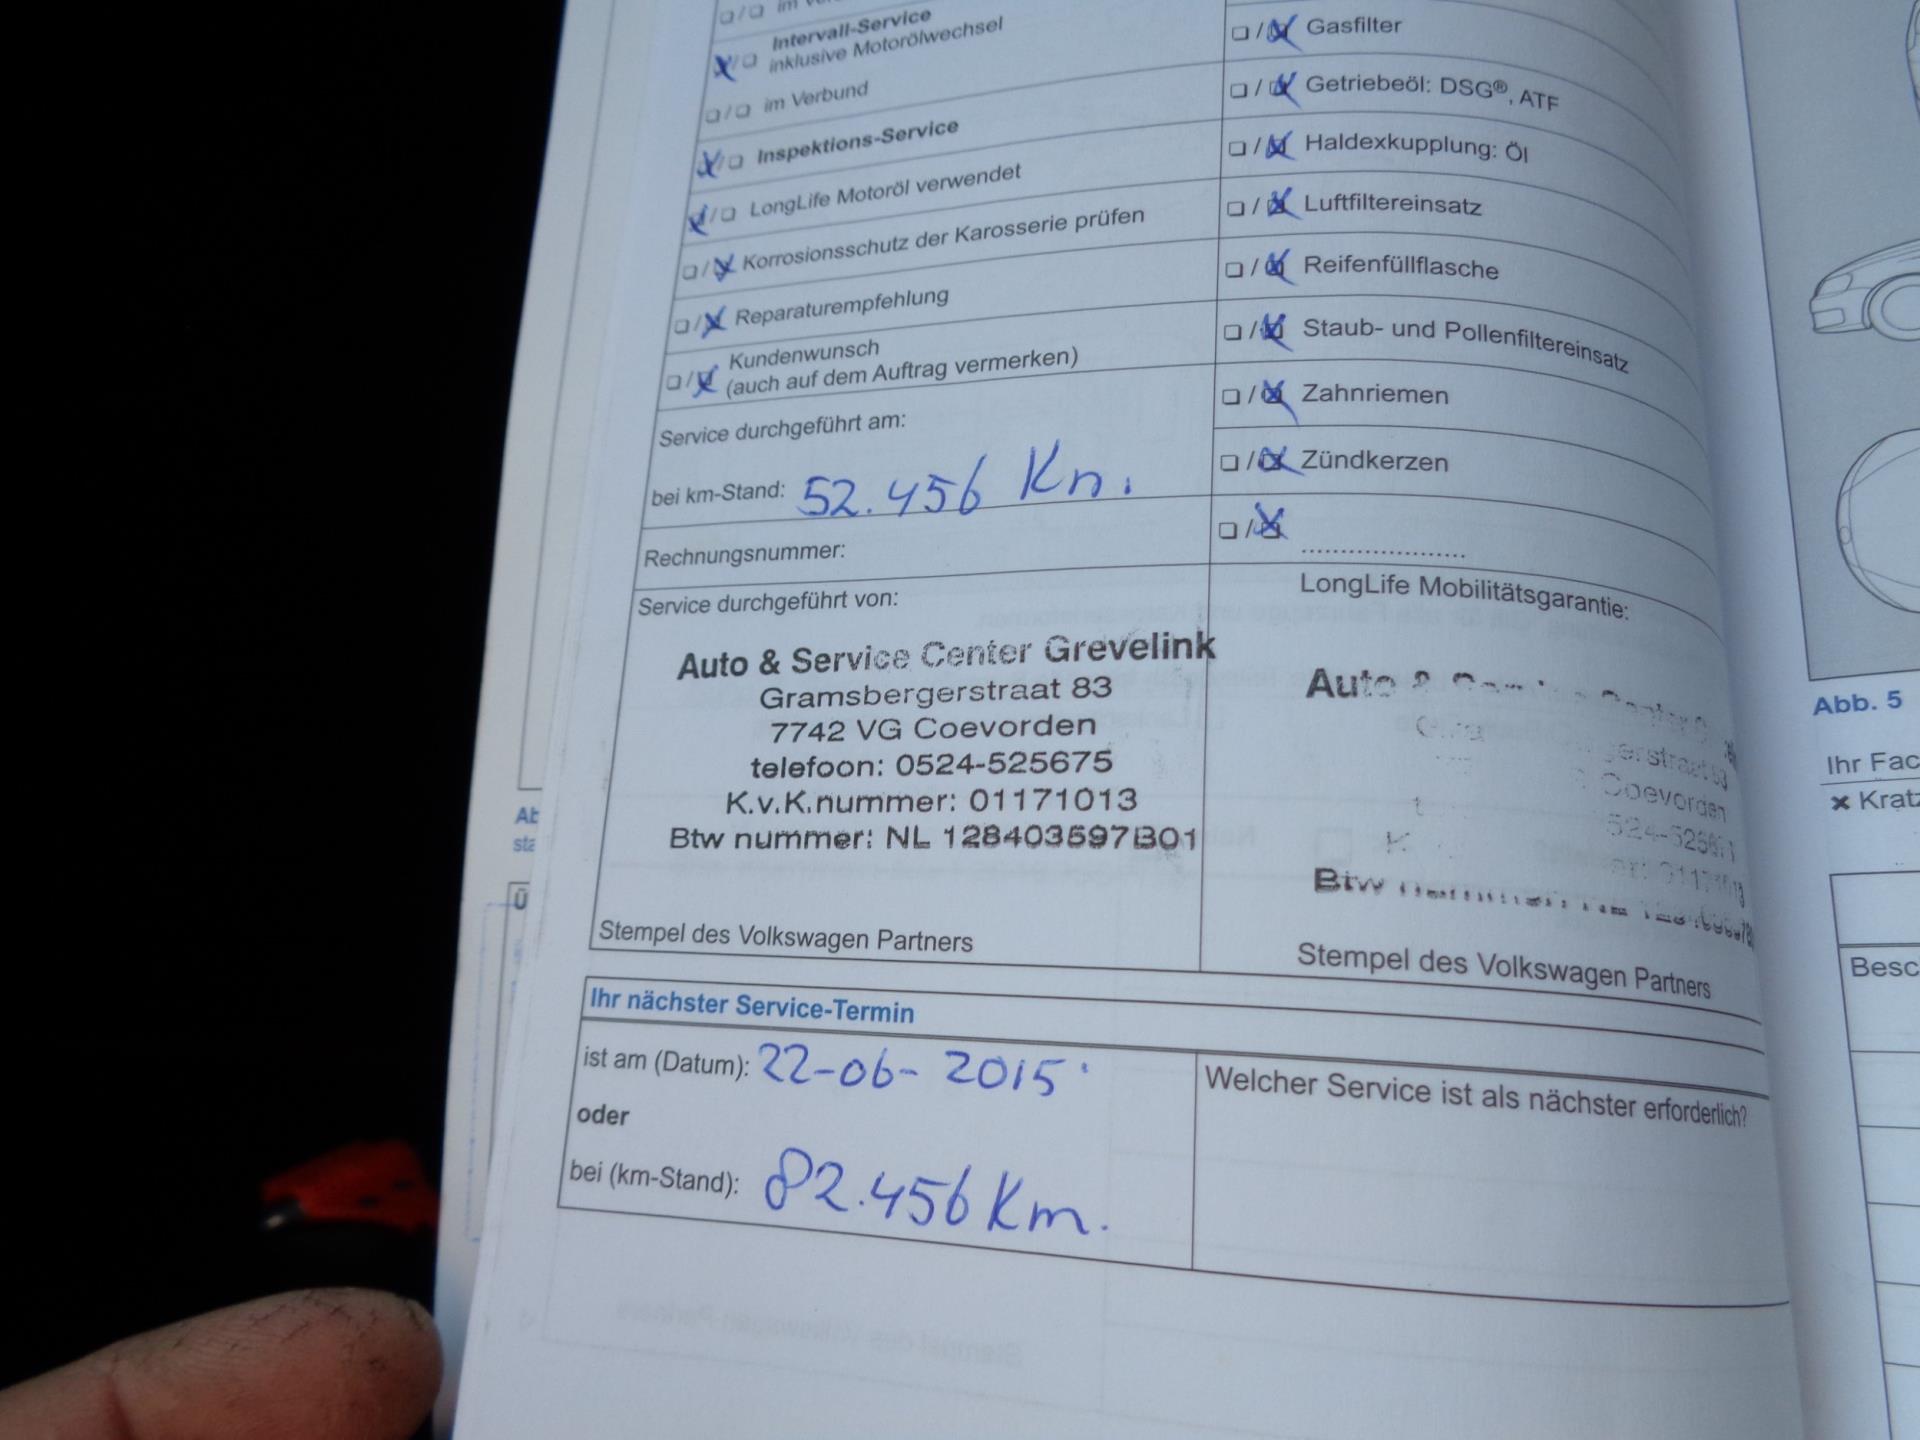 Intervall-Service
inklusive Motorölwechsel
im Verbund
Inspektions-Service
LongLife Motoröl verwendet
Korrosionsschutz der Karosserie prüfen
Reparaturempfehlung
Kundenwunsch
(auch auf dem Auftrag vermerken)
Service durchgeführt am:
bei km-Stand: 52.456 Km.
Rechnungsnummer:
Service durchgeführt von:
Auto & Service Center Grevelink
Gramsbergerstraat 83
7742 VG Coevorden
telefoon: 0524-525675
K.v.K.nummer: 01171013
Btw nummer: NL 128403597B01
Stempel des Volkswagen Partners
Gasfilter
Getriebeöl: DSG®, ATF
Haldexkupplung: Öl
Luftfiltereinsatz
Reifenfüllflasche
Staub- und Pollenfiltereinsatz
Zahnriemen
Zündkerzen
LongLife Mobilitätsgarantie:
Auto &
Coevorden
Btw
Stempel des Volkswagen Partners
Ihr nächster Service-Termin
ist am (Datum): 22-06-2015
oder
bei (km-Stand): 82.456 Km.
Welcher Service ist als nächster erforderlich?
Abb. 5
Ihr Fac
Kratz
Besc